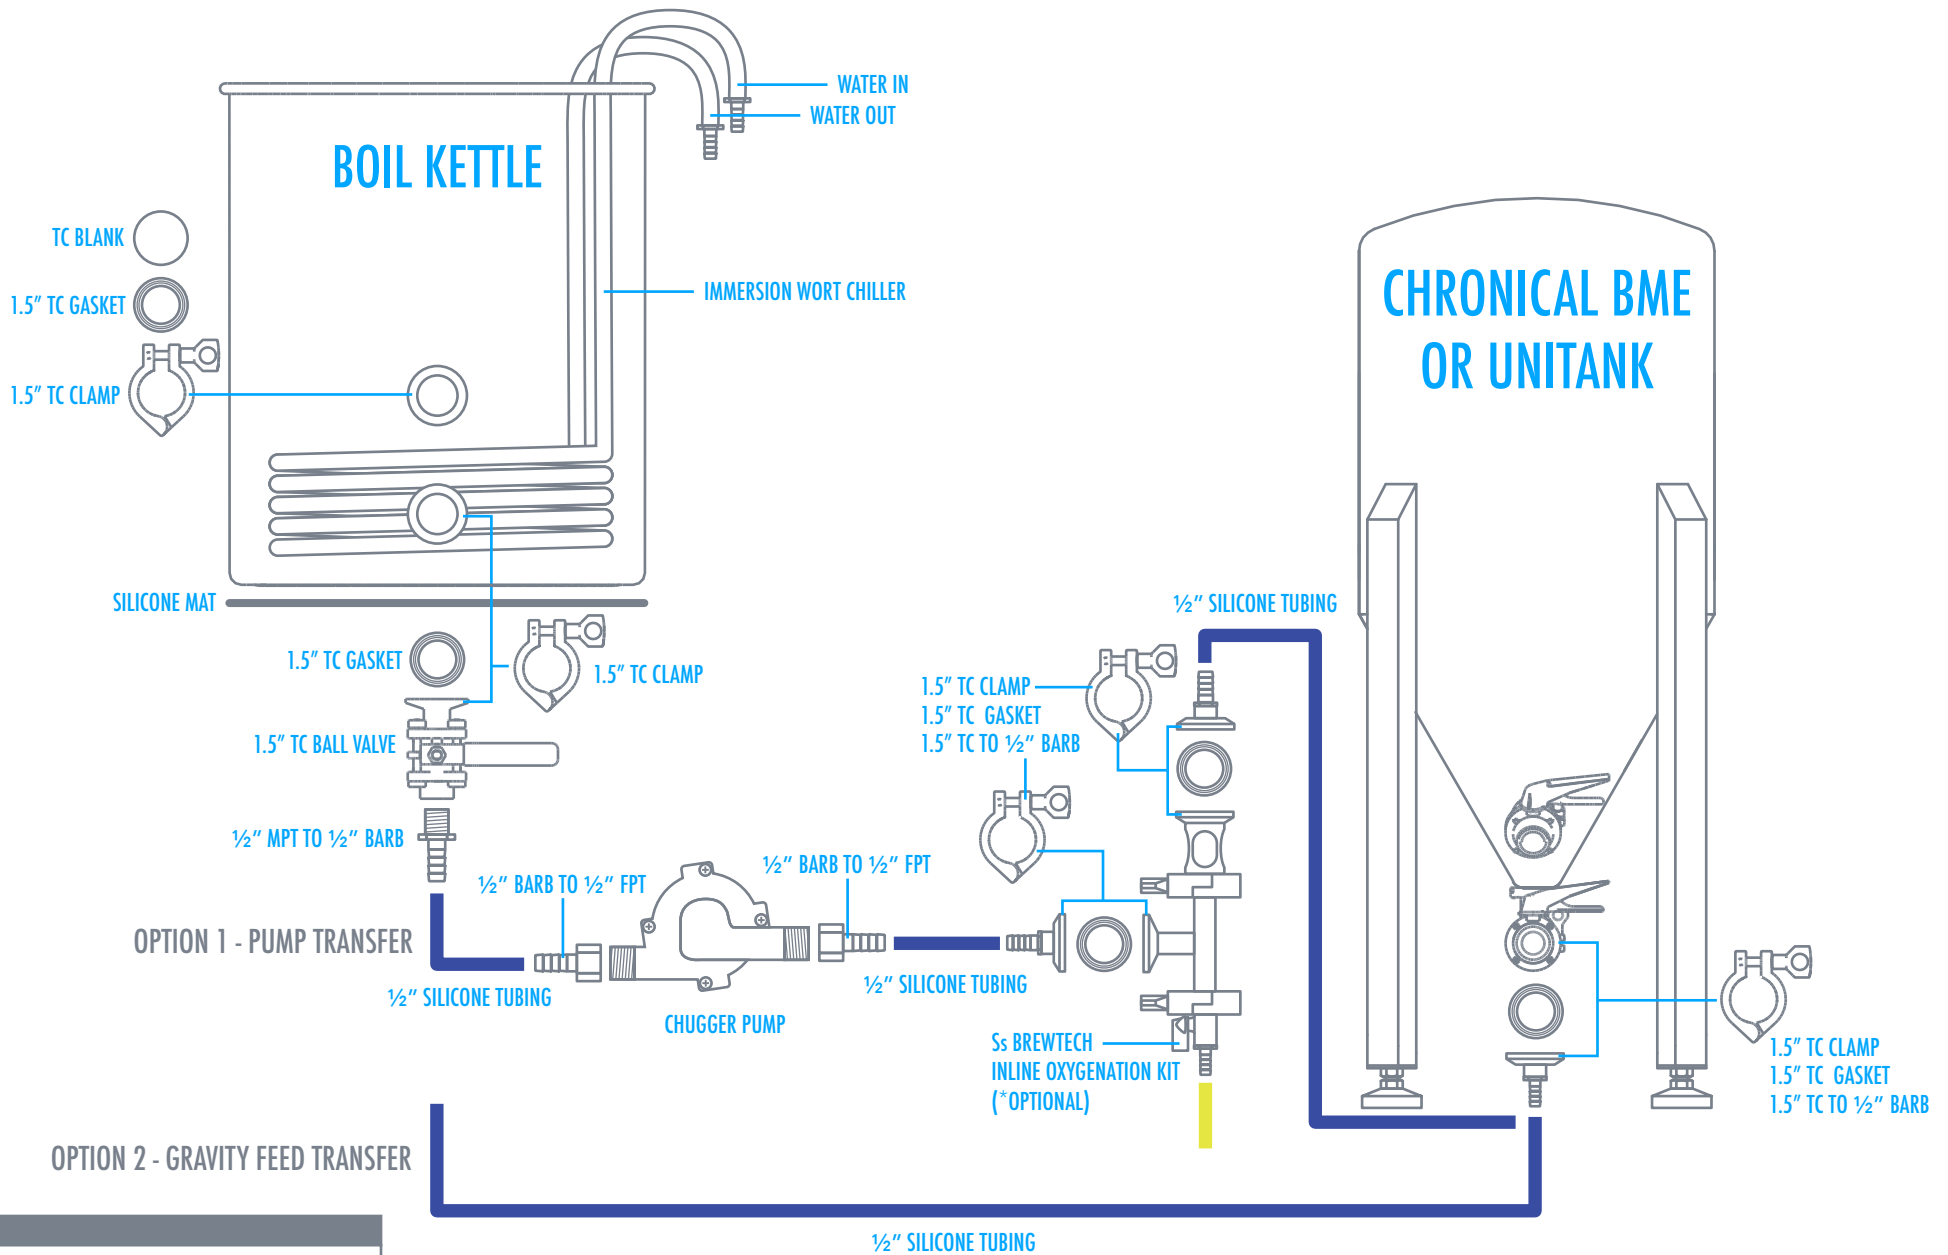 WATER IN
WATER OUT
BOIL KETTLE
TC BLANK
1.5” TC GASKET
1.5” TC CLAMP
IMMERSION WORT CHILLER
CHRONICAL BME
OR UNITANK
SILICONE MAT
1.5” TC GASKET
1.5” TC CLAMP
1.5” TC BALL VALVE
½” MPT TO ½” BARB
½” SILICONE TUBING
1.5” TC CLAMP
1.5” TC GASKET
1.5” TC TO ½” BARB
½” BARB TO ½” FPT
½” BARB TO ½” FPT
OPTION 1 - PUMP TRANSFER
½” SILICONE TUBING
½” SILICONE TUBING
CHUGGER PUMP
Ss BREWTECH
INLINE OXYGENATION KIT
(*OPTIONAL)
1.5” TC CLAMP
1.5” TC GASKET
1.5” TC TO ½” BARB
OPTION 2 - GRAVITY FEED TRANSFER
½” SILICONE TUBING